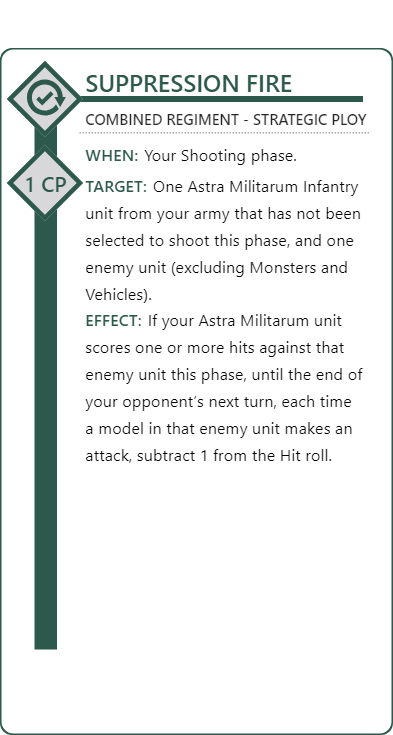 SUPPRESSION FIRE
COMBINED REGIMENT - STRATEGIC PLOY
WHEN: Your Shooting phase.
1 CP
TARGET: One Astra Militarum Infantry
unit from your army that has not been
selected to shoot this phase, and one
enemy unit (excluding Monsters and
Vehicles).
EFFECT: If your Astra Militarum unit
scores one or more hits against that
enemy unit this phase, until the end of
your opponent's next turn, each time
a model in that enemy unit makes an
attack, subtract 1 from the Hit roll.